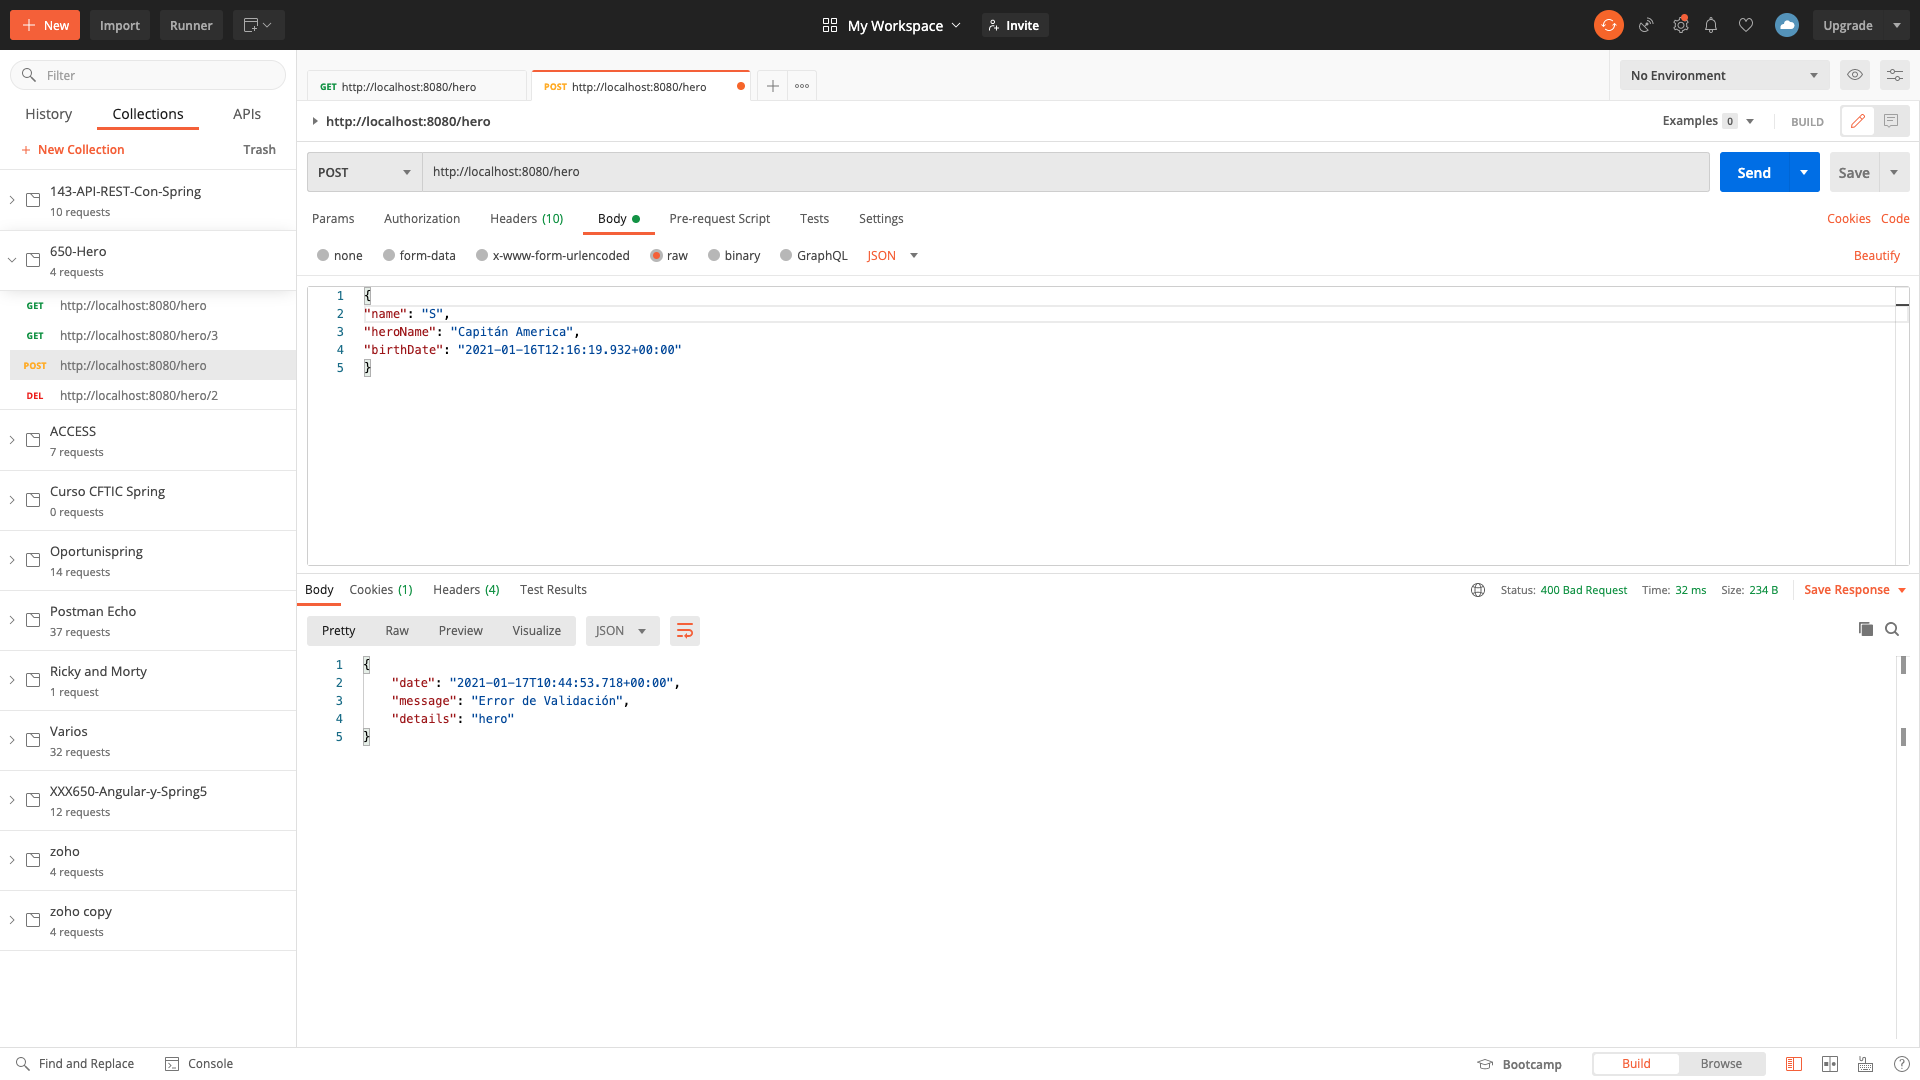 New
Import
Runner
My Workspace
Invite
Upgrade
Filter
History
Collections
APIs
New Collection
Trash
143-API-REST-Con-Spring
10 requests
650-Hero
4 requests
GET http://localhost:8080/hero
GET http://localhost:8080/hero/3
POST http://localhost:8080/hero
DEL http://localhost:8080/hero/2
ACCESS
7 requests
Curso CFTIC Spring
0 requests
Oportunispring
14 requests
Postman Echo
37 requests
Ricky and Morty
1 request
Varios
32 requests
XXX650-Angular-y-Spring5
12 requests
zoho
4 requests
zoho copy
4 requests
GET http://localhost:8080/hero
POST http://localhost:8080/hero
No Environment
http://localhost:8080/hero
Examples 0
BUILD
POST
http://localhost:8080/hero
Send
Save
Params
Authorization
Headers (10)
Body
Pre-request Script
Tests
Settings
Cookies
Code
none
form-data
x-www-form-urlencoded
raw
binary
GraphQL
JSON
Beautify
1 {
2 "name": "S",
3 "heroName": "Capitán America",
4 "birthDate": "2021-01-16T12:16:19.932+00:00"
5 }
Body
Cookies (1)
Headers (4)
Test Results
Status: 400 Bad Request
Time: 32 ms
Size: 234 B
Save Response
Pretty
Raw
Preview
Visualize
JSON
1 {
2 "date": "2021-01-17T10:44:53.718+00:00",
3 "message": "Error de Validación",
4 "details": "hero"
5 }
Find and Replace
Console
Bootcamp
Build
Browse